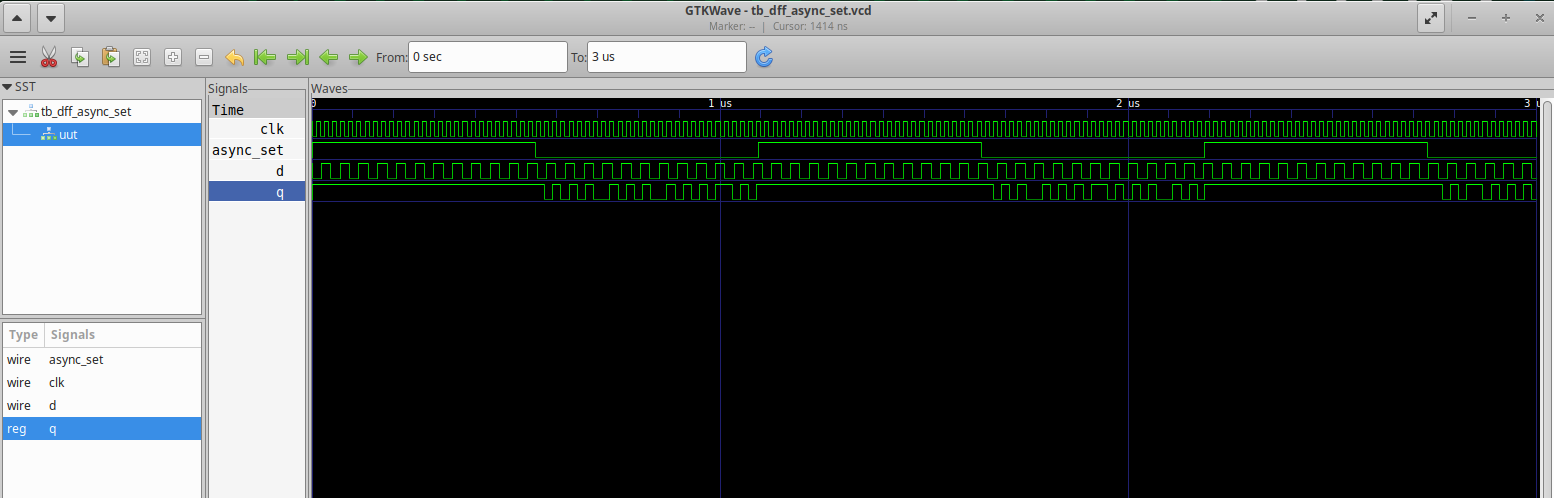 GTKWave - tb_dff_async_set.vcd
Marker: -- | Cursor: 1414 ns
From: 0 sec To: 3 us
SST
tb_dff_async_set
uut
Type Signals
wire async_set
wire clk
wire d
reg q
Signals
Time
clk
async_set
d
q
Waves
0 1 us 2 us 3 u